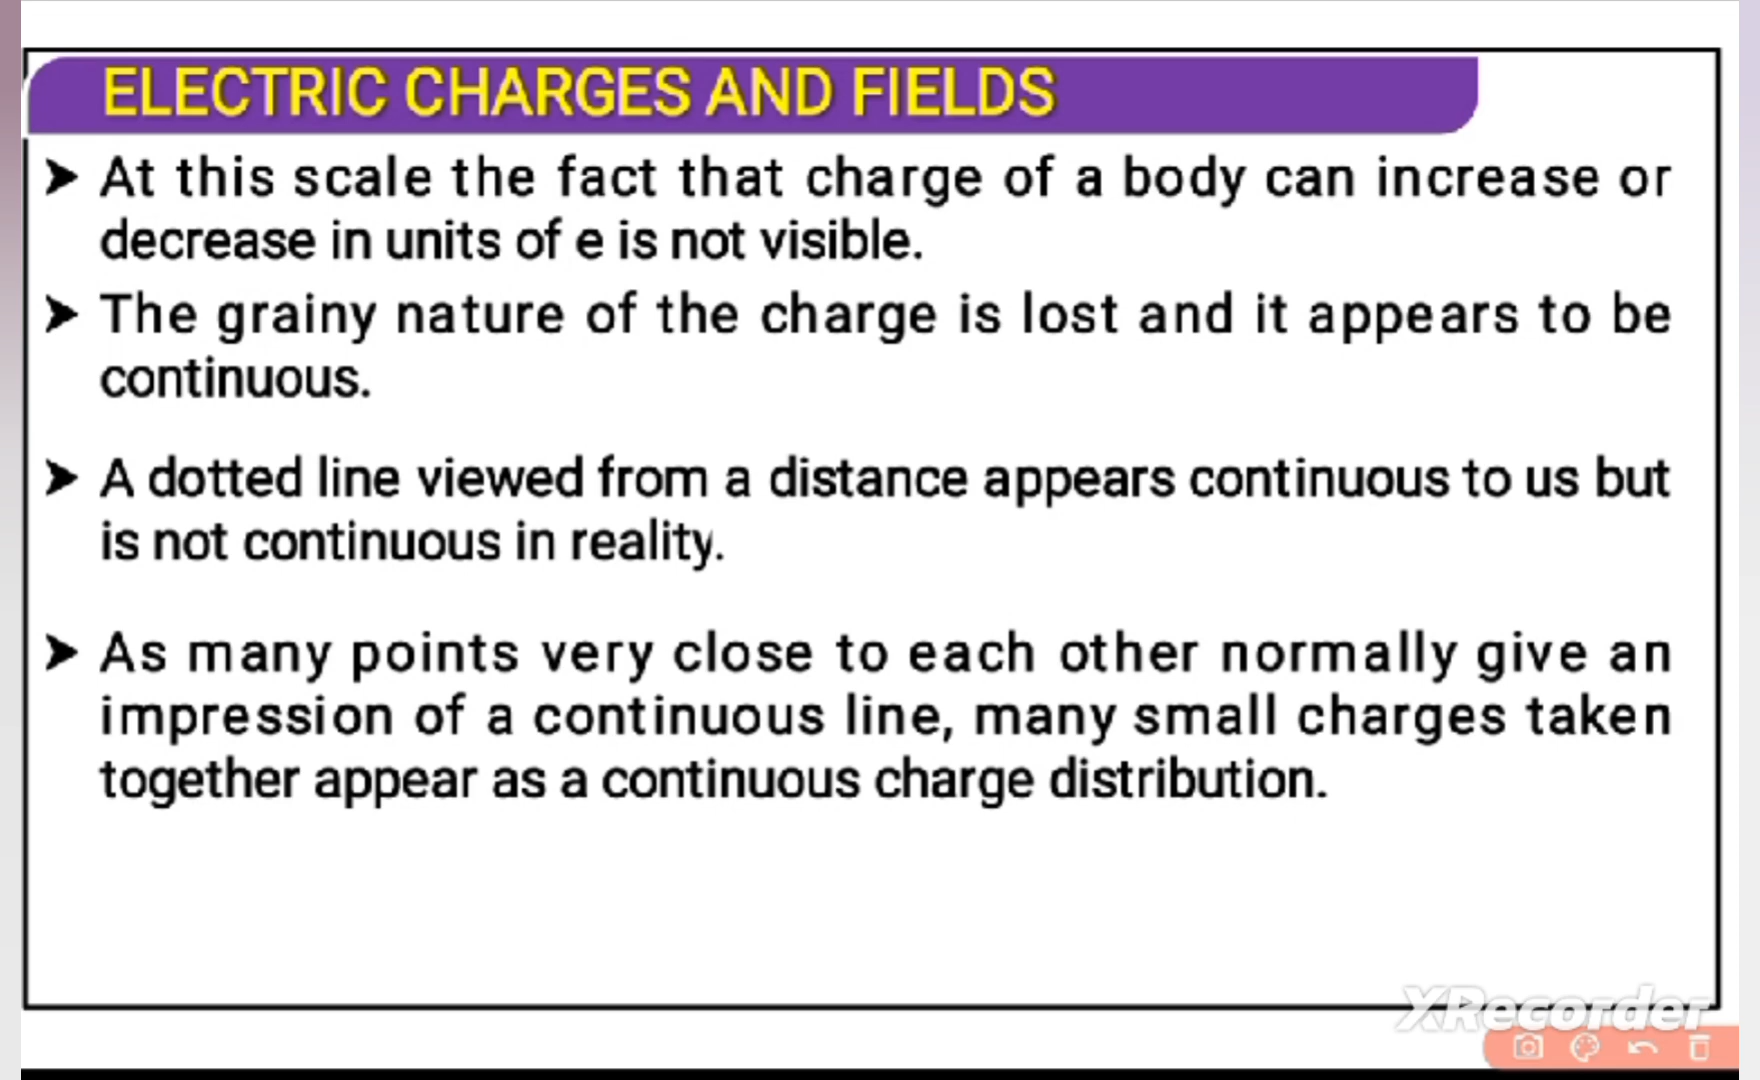 ELECTRIC CHARGES AND FIELDS
➤ At this scale the fact that charge of a body can increase or
decrease in units of e is not visible.
➤ The grainy nature of the charge is lost and it appears to be
continuous.
➤ A dotted line viewed from a distance appears continuous to us but
is not continuous in reality.
➤ As many points very close to each other normally give an
impression of a continuous line, many small charges taken
together appear as a continuous charge distribution.
XRecorder